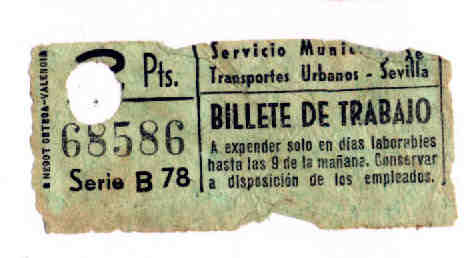 Pts.
68586
Serie B 78
Servicio
Transportes Urbanos - Sevilla
BILLETE DE TRABAJO
A expender solo en días laborables
hasta las 9 de la mañana. Conservar
a disposición de los empleados.